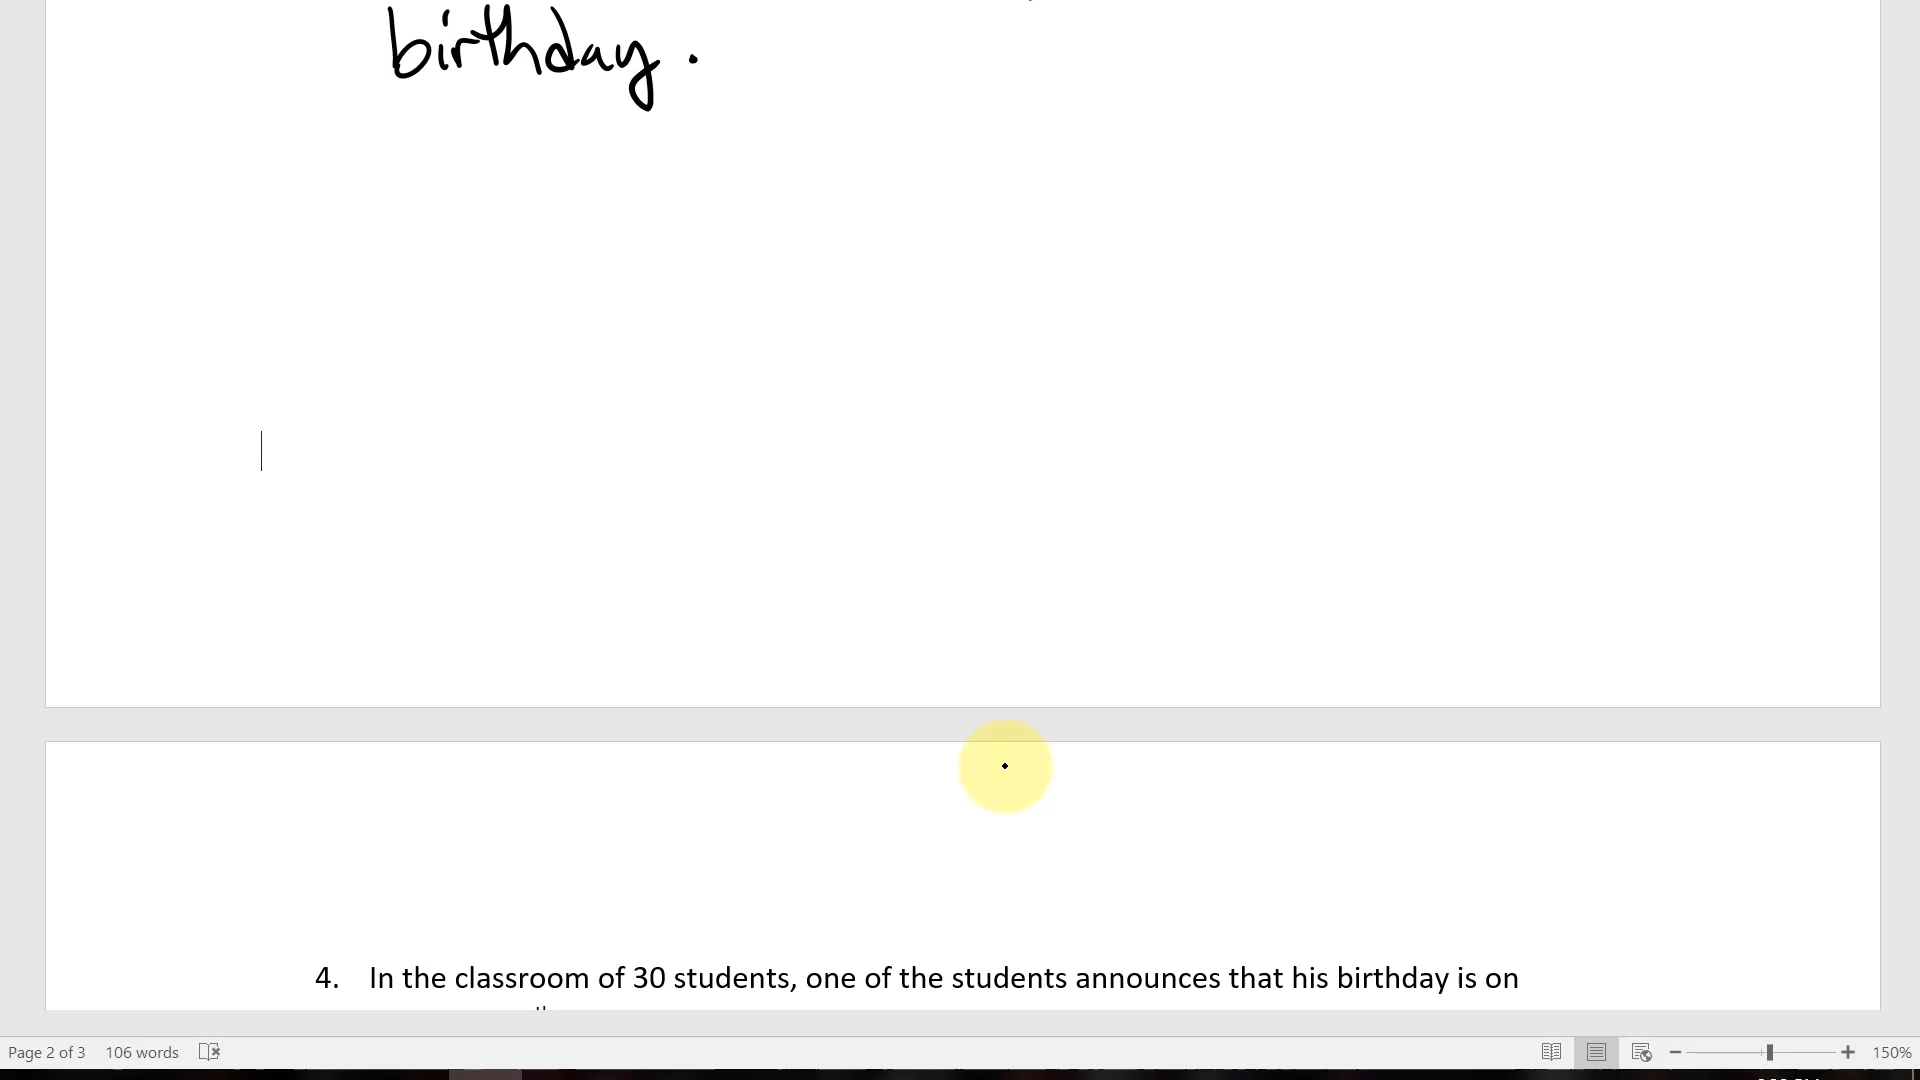 birthday.
4. In the classroom of 30 students, one of the students announces that his birthday is on
Page 2 of 3 106 words 150%